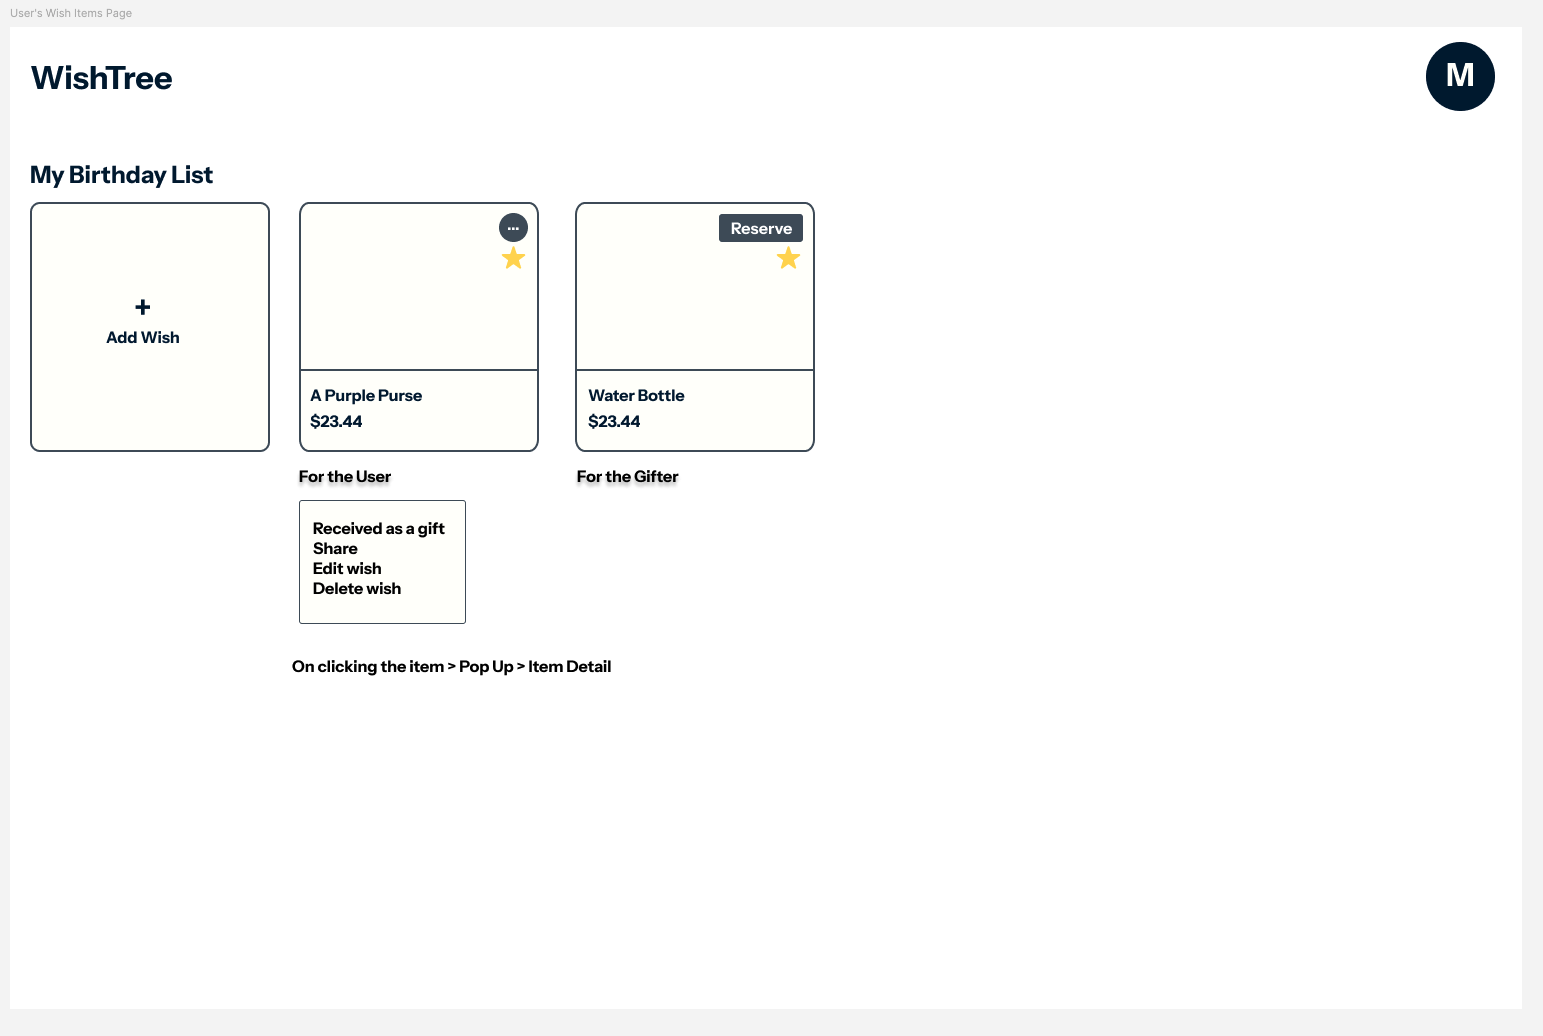 User's Wish Items Page
WishTree
M
My Birthday List
+
Add Wish
...
A Purple Purse
$23.44
Reserve
Water Bottle
$23.44
For the User
For the Gifter
Received as a gift
Share
Edit wish
Delete wish
On clicking the item > Pop Up > Item Detail